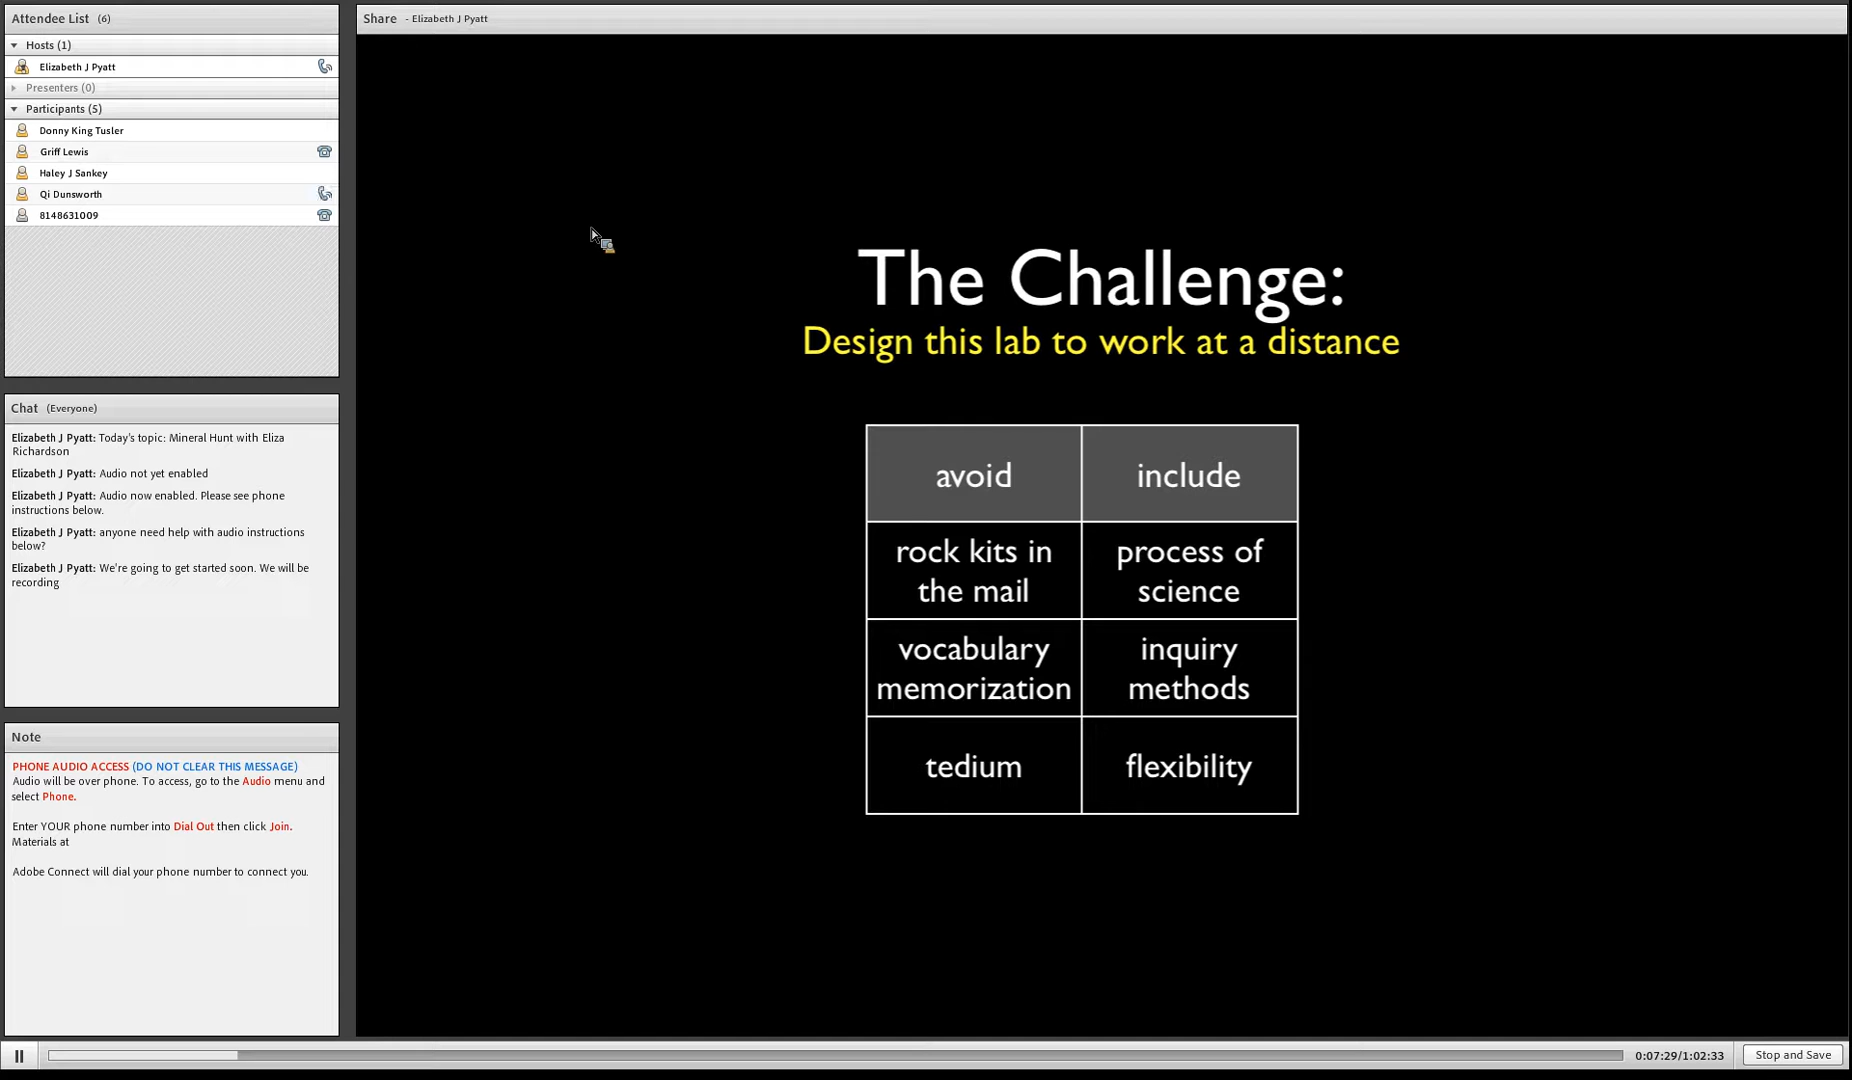 Attendee List (6)
Hosts (1)
Elizabeth J Pyatt
Presenters (0)
Participants (5)
Donny King Tusler
Griff Lewis
Haley J Sankey
Qi Dunsworth
8148631009
Chat (Everyone)
Elizabeth J Pyatt: Today's topic: Mineral Hunt with Eliza
Richardson
Elizabeth J Pyatt: Audio not yet enabled
Elizabeth J Pyatt: Audio now enabled. Please see phone
instructions below.
Elizabeth J Pyatt: anyone need help with audio instructions
below?
Elizabeth J Pyatt: We're going to get started soon. We will be
recording
Note
PHONE AUDIO ACCESS (DO NOT CLEAR THIS MESSAGE)
Audio will be over phone. To access, go to the Audio menu and
select Phone.
Enter YOUR phone number into Dial Out then click Join.
Materials at
Adobe Connect will dial your phone number to connect you.
Share - Elizabeth J Pyatt
The Challenge:
Design this lab to work at a distance
avoid include
rock kits in process of
the mail science
vocabulary inquiry
memorization methods
tedium flexibility
0:07:29/1:02:33
Stop and Save